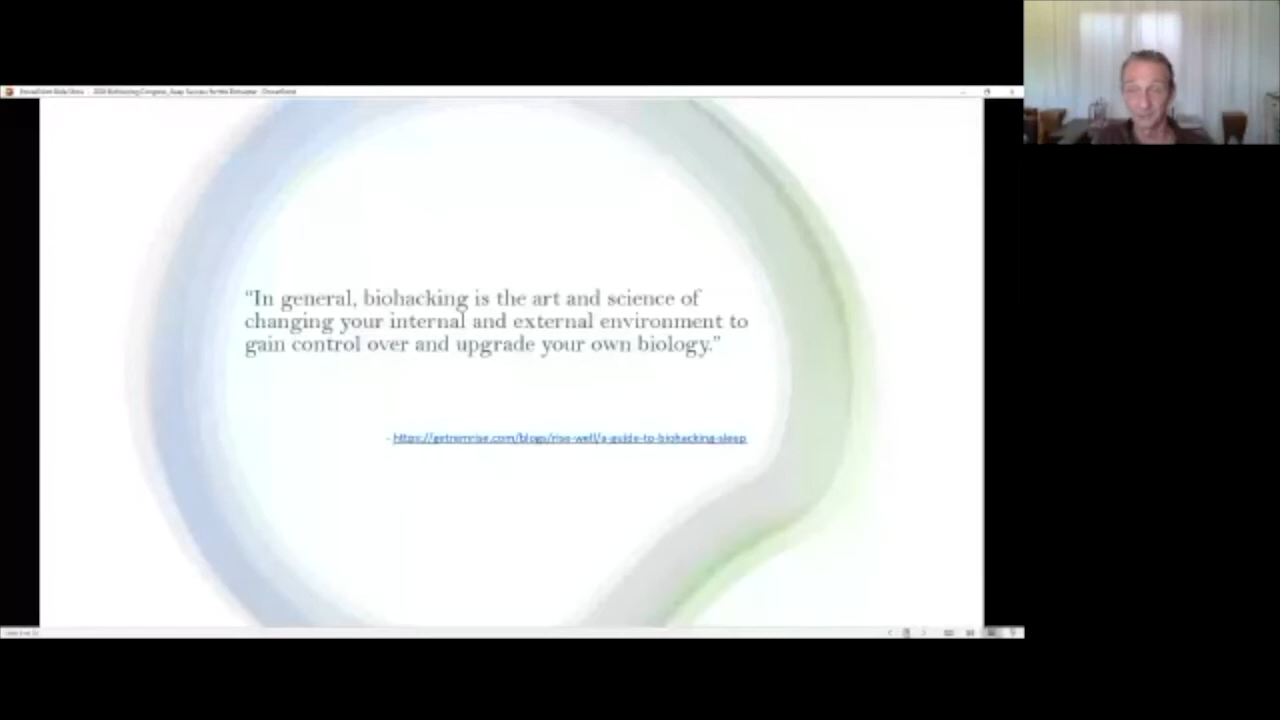 “In general, biohacking is the art and science of
changing your internal and external environment to
gain control over and upgrade your own biology.”
- https://getremrise.com/blogs/rise-well/a-guide-to-biohacking-sleep